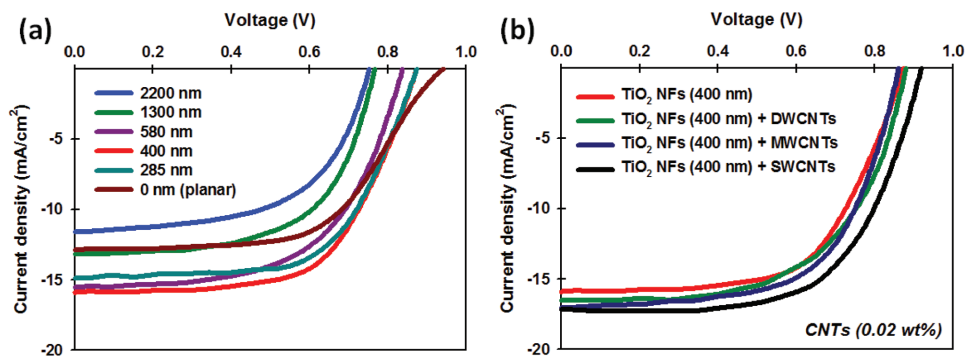 (a)
Voltage (V)
0.0 0.2 0.4 0.6 0.8 1.0
Current density (mA/cm²)
-5
-10
-15
-20
2200 nm
1300 nm
580 nm
400 nm
285 nm
0 nm (planar)
(b)
Voltage (V)
0.0 0.2 0.4 0.6 0.8 1.0
Current density (mA/cm²)
-5
-10
-15
-20
TiO₂ NFs (400 nm)
TiO₂ NFs (400 nm) + DWCNTs
TiO₂ NFs (400 nm) + MWCNTs
TiO₂ NFs (400 nm) + SWCNTs
CNTs (0.02 wt%)